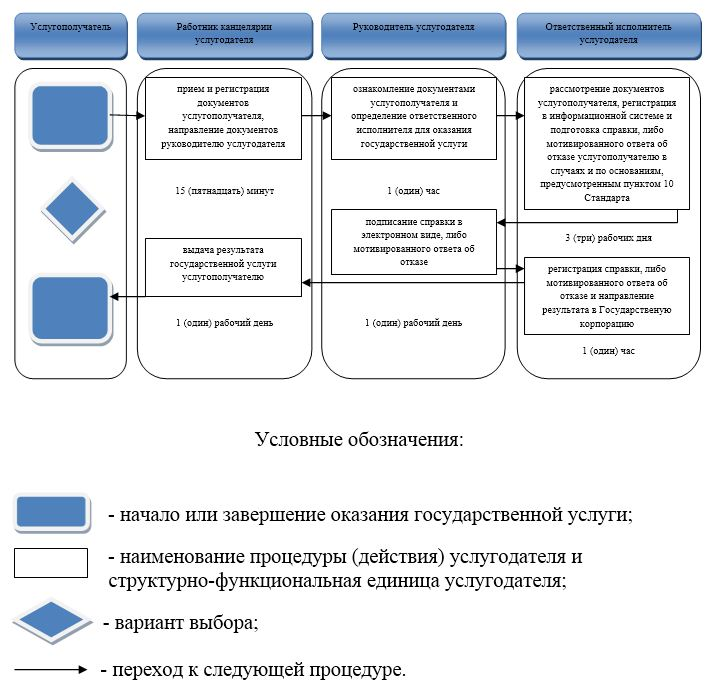 Услугополучатель
Работник канцелярии
услугодателя
Руководитель услугодателя
Ответственный исполнитель
услугодателя
прием и регистрация
документов
услугополучателя,
направление документов
руководителю услугодателя
15 (пятнадцать) минут
ознакомление документами
услугополучателя и
определение ответственного
исполнителя для оказания
государственной услуги
1 (один) час
рассмотрение документов
услугополучателя, регистрация
в информационной системе и
подготовка справки, либо
мотивированного ответа об
отказе услугополучателю в
случаях и по основаниям,
предусмотренным пунктом 10
Стандарта
3 (три) рабочих дня
подписание справки в
электронном виде, либо
мотивированного ответа об
отказе
1 (один) рабочий день
регистрация справки, либо
мотивированного ответа об
отказе и направление
результата в Государственую
корпорацию
1 (один) час
выдача результата
государственной услуги
услугополучателю
1 (один) рабочий день
Условные обозначения:
- начало или завершение оказания государственной услуги;
- наименование процедуры (действия) услугодателя и
структурно-функциональная единица услугодателя;
- вариант выбора;
- переход к следующей процедуре.